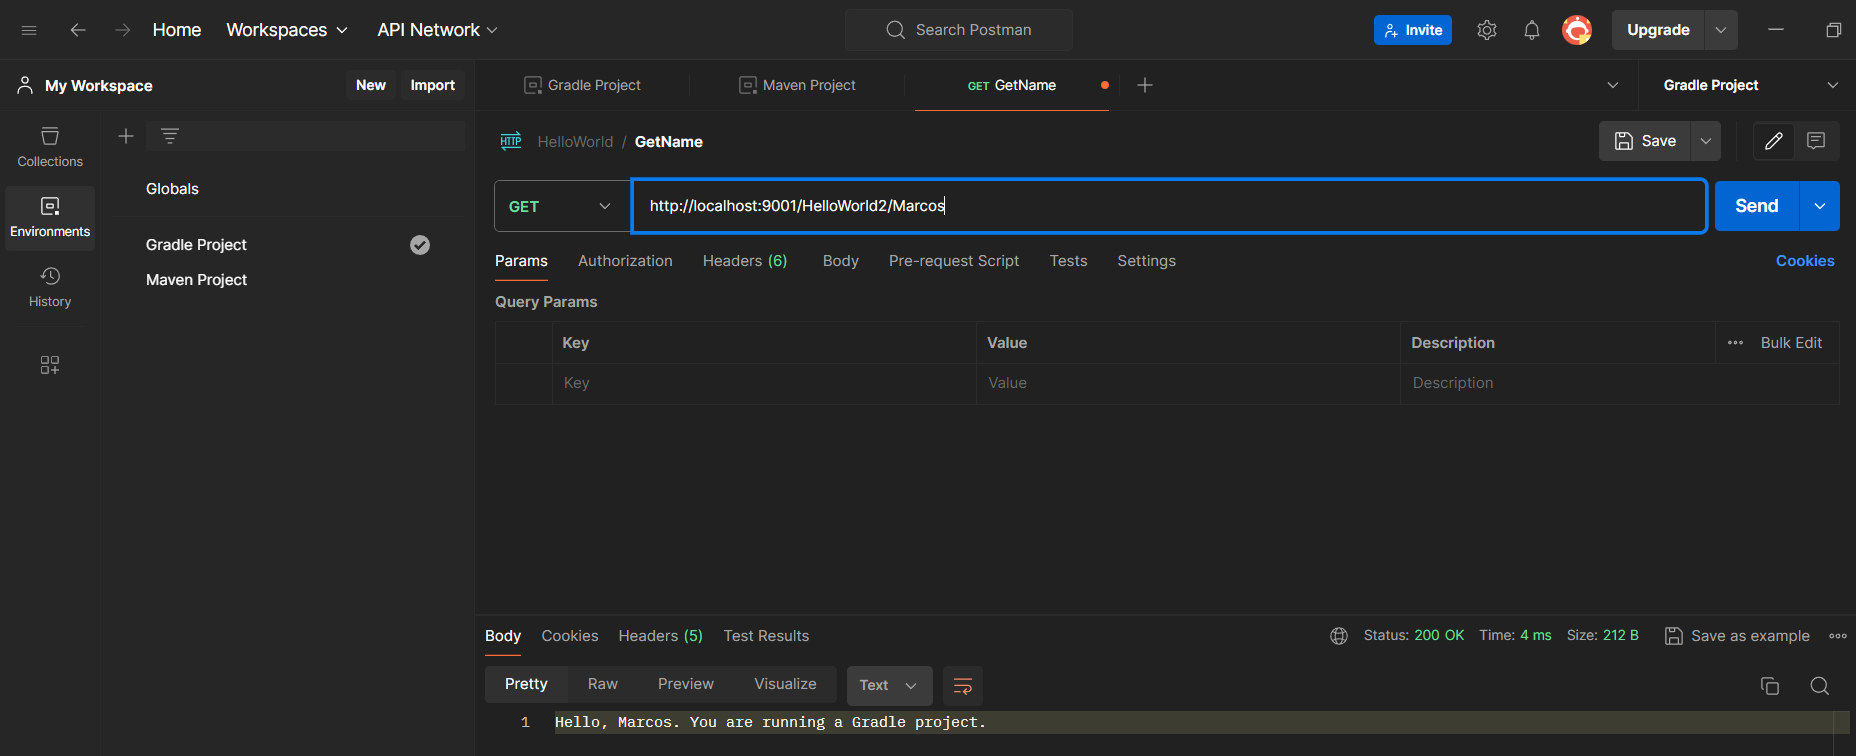 Home Workspaces API Network Search Postman Invite Upgrade
My Workspace New Import Gradle Project Maven Project GET GetName Gradle Project
HTTP HelloWorld / GetName Save
Collections
Globals
Environments
GET http://localhost:9001/HelloWorld2/Marcos Send
Gradle Project
Maven Project
History
Params Authorization Headers (6) Body Pre-request Script Tests Settings Cookies
Query Params
Key Value Description Bulk Edit
Key Value Description
Body Cookies Headers (5) Test Results Status: 200 OK Time: 4 ms Size: 212 B Save as example
Pretty Raw Preview Visualize Text
1 Hello, Marcos. You are running a Gradle project.